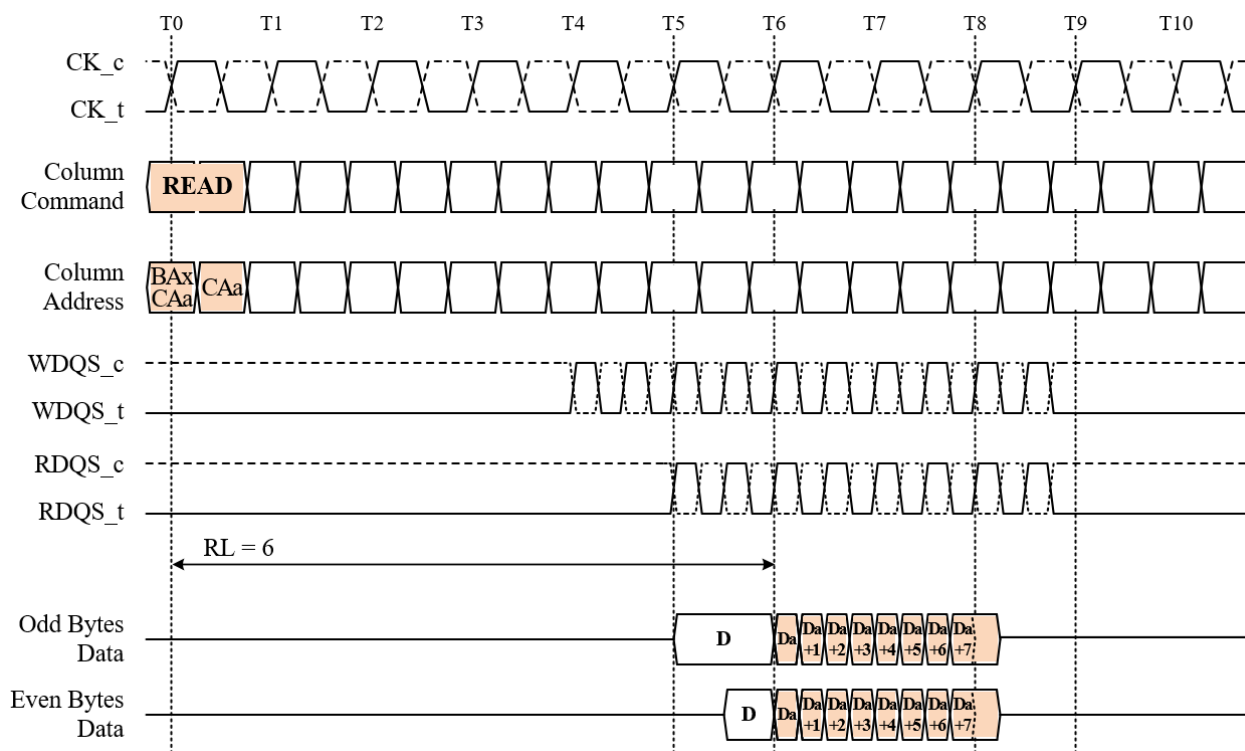 T0 T1 T2 T3 T4 T5 T6 T7 T8 T9 T10
CK_c
CK_t
Column
Command
READ
Column
Address
BAx
CAa
CAa
WDQS_c
WDQS_t
RDQS_c
RDQS_t
RL = 6
Odd Bytes
Data
D
Da
Da
+1
Da
+2
Da
+3
Da
+4
Da
+5
Da
+6
Da
+7
Even Bytes
Data
D
Da
Da
+1
Da
+2
Da
+3
Da
+4
Da
+5
Da
+6
Da
+7